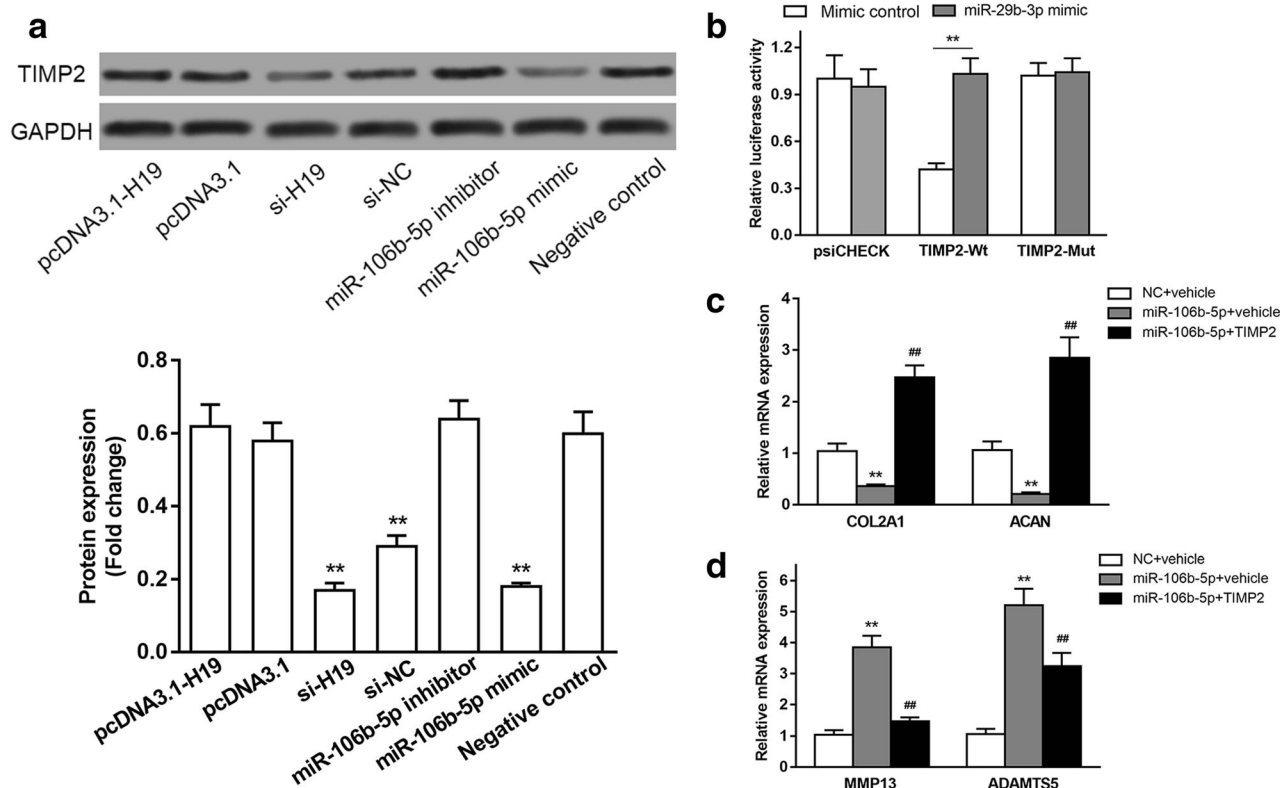 a
TIMP2
GAPDH
pcDNA3.1-H19
pcDNA3.1
si-H19
si-NC
miR-106b-5p inhibitor
miR-106b-5p mimic
Negative control
Protein expression
(Fold change)
0.8
0.6
0.4
0.2
0.0
**
**
**
pcDNA3.1-H19
pcDNA3.1
si-H19
si-NC
miR-106b-5p inhibitor
miR-106b-5p mimic
Negative control
b
Mimic control
miR-29b-3p mimic
Relative luciferase activity
1.2
0.9
0.6
0.3
0.0
**
psiCHECK
TIMP2-Wt
TIMP2-Mut
c
NC+vehicle
miR-106b-5p+vehicle
miR-106b-5p+TIMP2
Relative mRNA expression
4
3
2
1
0
**
##
**
##
COL2A1
ACAN
d
NC+vehicle
miR-106b-5p+vehicle
miR-106b-5p+TIMP2
Relative mRNA expression
6
5
4
3
2
1
0
**
##
**
##
MMP13
ADAMTS5